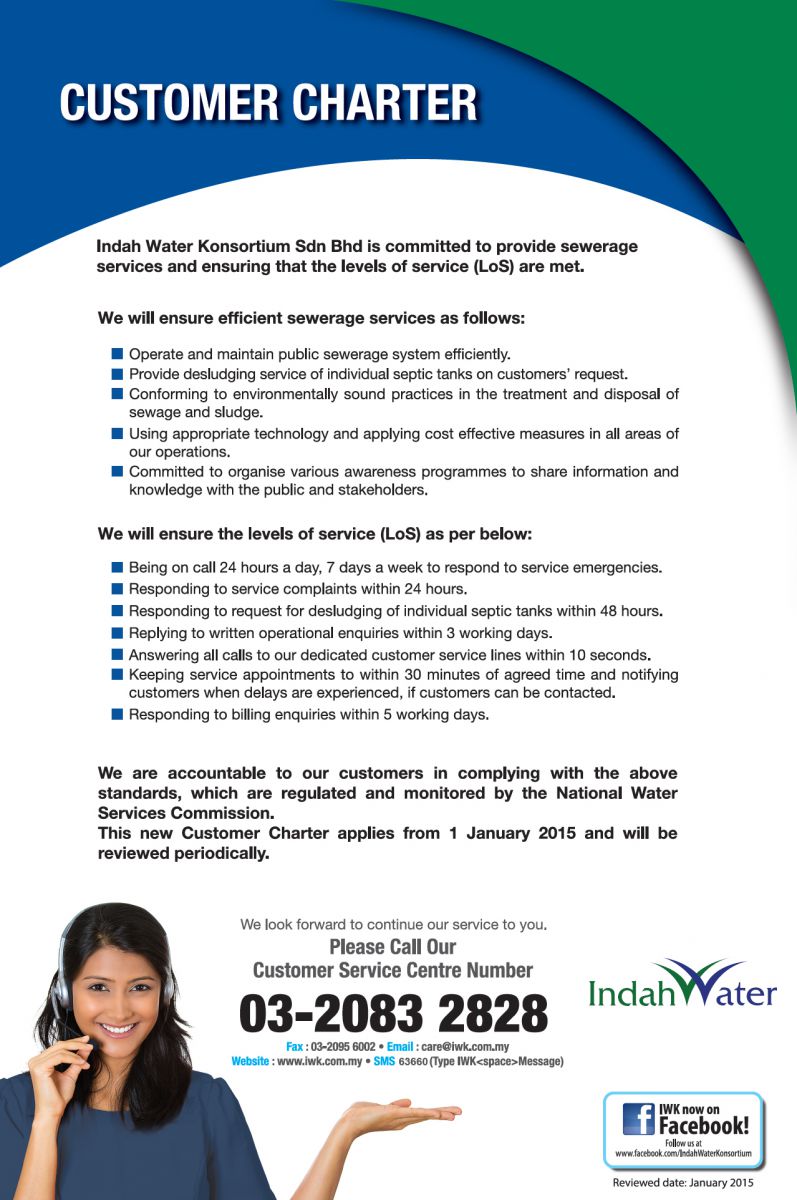 CUSTOMER CHARTER
Indah Water Konsortium Sdn Bhd is committed to provide sewerage
services and ensuring that the levels of service (LoS) are met.
We will ensure efficient sewerage services as follows:
Operate and maintain public sewerage system efficiently.
Provide desludging service of individual septic tanks on customers' request.
Conforming to environmentally sound practices in the treatment and disposal of
sewage and sludge.
Using appropriate technology and applying cost effective measures in all areas of
our operations.
Committed to organise various awareness programmes to share information and
knowledge with the public and stakeholders.
We will ensure the levels of service (LoS) as per below:
Being on call 24 hours a day, 7 days a week to respond to service emergencies.
Responding to service complaints within 24 hours.
Responding to request for desludging of individual septic tanks within 48 hours.
Replying to written operational enquiries within 3 working days.
Answering all calls to our dedicated customer service lines within 10 seconds.
Keeping service appointments to within 30 minutes of agreed time and notifying
customers when delays are experienced, if customers can be contacted.
Responding to billing enquiries within 5 working days.
We are accountable to our customers in complying with the above
standards, which are regulated and monitored by the National Water
Services Commission.
This new Customer Charter applies from 1 January 2015 and will be
reviewed periodically.
We look forward to continue our service to you.
Please Call Our
Customer Service Centre Number
03-2083 2828
Fax : 03-2095 6002 • Email : care@iwk.com.my
Website : www.iwk.com.my • SMS 63660 (Type IWK<space>Message)
Indah Water
f
IWK now on
Facebook!
Follow us at
www.facebook.com/IndahWaterKonsortium
Reviewed date: January 2015